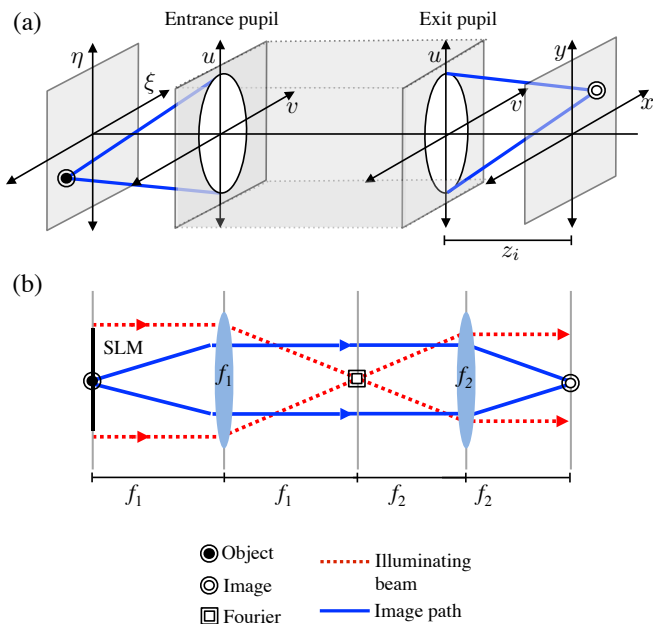 (a)
Entrance pupil
Exit pupil
η
u
u
y
ξ
v
v
x
z_i
(b)
SLM
f_1
f_2
f_1
f_1
f_2
f_2
Object
Image
Fourier
Illuminating
beam
Image path